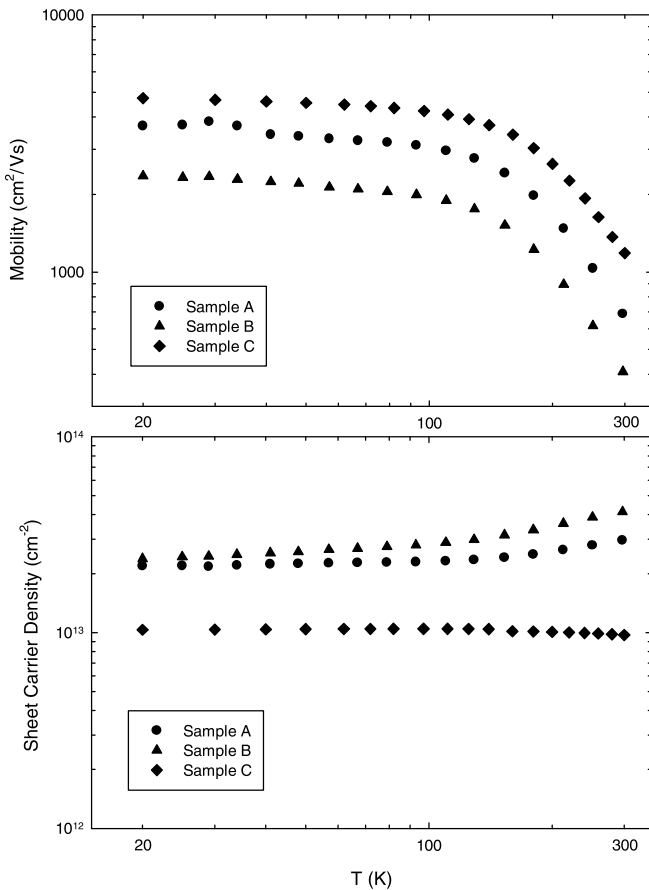 10000
Mobility (cm²/Vs)
1000
Sample A
Sample B
Sample C
20
100
300
10¹⁴
Sheet Carrier Density (cm⁻²)
10¹³
Sample A
Sample B
Sample C
10¹²
20
100
300
T (K)